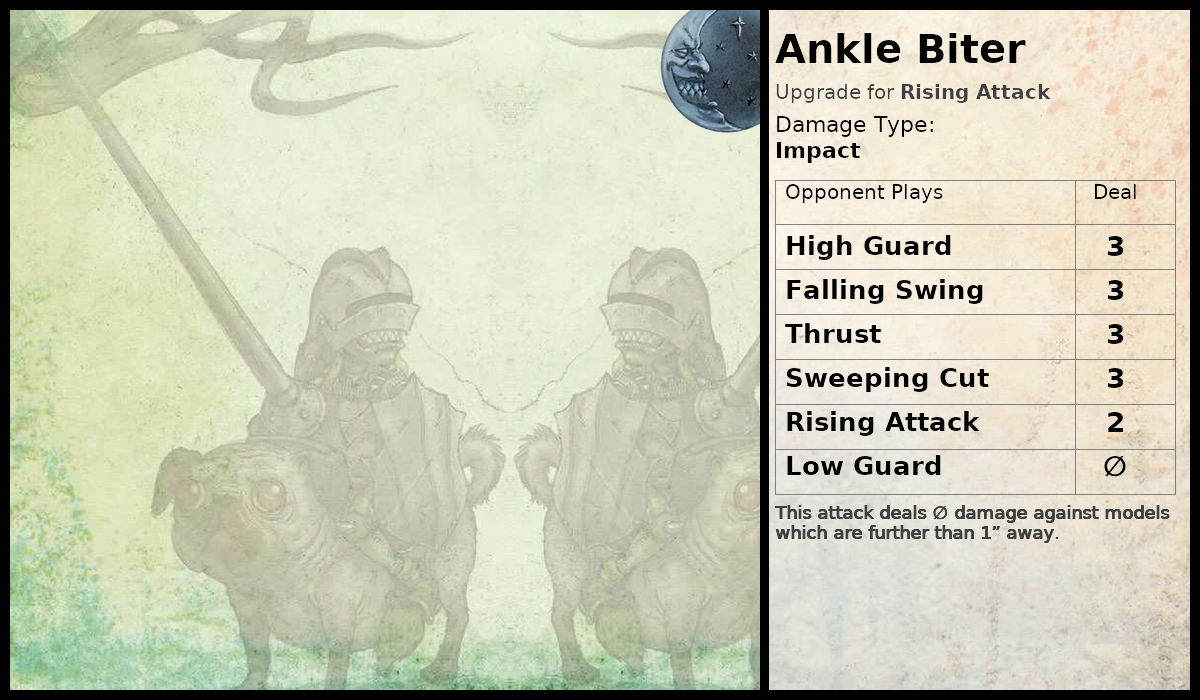 Ankle Biter
Upgrade for Rising Attack
Damage Type:
Impact
Opponent Plays Deal
High Guard 3
Falling Swing 3
Thrust 3
Sweeping Cut 3
Rising Attack 2
Low Guard ∅
This attack deals ∅ damage against models
which are further than 1” away.